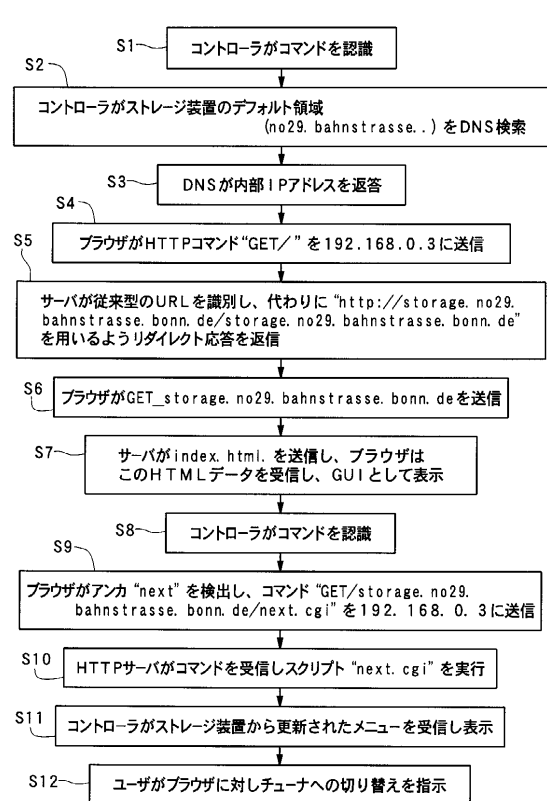 S1
コントローラがコマンドを認識
S2
コントローラがストレージ装置のデフォルト領域
(no29. bahnstrasse. .) をDNS検索
S3
DNSが内部IPアドレスを返答
S4
ブラウザがHTTPコマンド“GET/”を192.168.0.3に送信
S5
サーバが従来型のURLを識別し、代わりに“http://storage. no29.
bahnstrasse. bonn. de/storage. no29. bahnstrasse. bonn. de”
を用いるようリダイレクト応答を返信
S6
ブラウザがGET_storage. no29. bahnstrasse. bonn. deを送信
S7
サーバがindex. html. を送信し、ブラウザは
このHTMLデータを受信し、GUIとして表示
S8
コントローラがコマンドを認識
S9
ブラウザがアンカ“next”を検出し、コマンド“GET/storage. no29.
bahnstrasse. bonn. de/next. cgi”を192. 168. 0. 3に送信
S10
HTTPサーバがコマンドを受信しスクリプト“next. cgi”を実行
S11
コントローラがストレージ装置から更新されたメニューを受信し表示
S12
ユーザがブラウザに対しチューナへの切り替えを指示